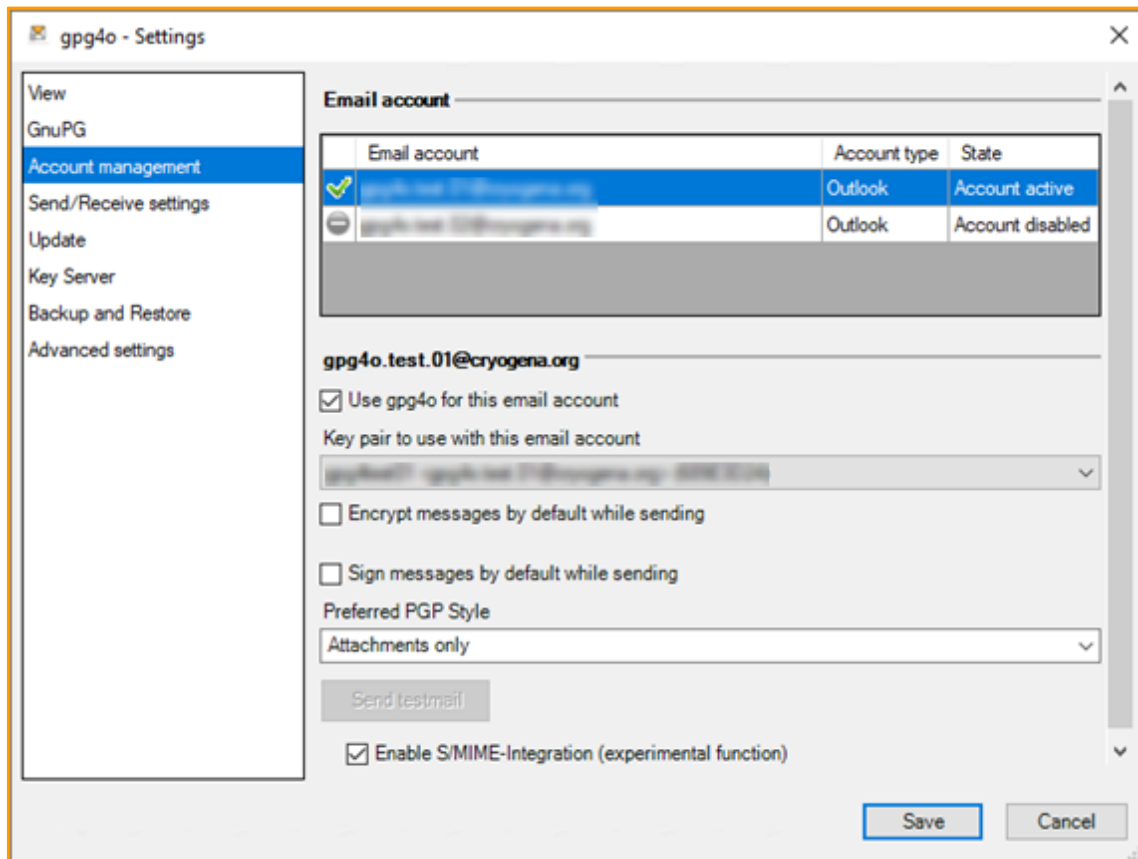 gpg4o - Settings
View
GnuPG
Account management
Send/Receive settings
Update
Key Server
Backup and Restore
Advanced settings
Email account
Email account Account type State
Outlook Account active
Outlook Account disabled
gpg4o.test.01@cryogena.org
Use gpg4o for this email account
Key pair to use with this email account
Encrypt messages by default while sending
Sign messages by default while sending
Preferred PGP Style
Attachments only
Send testmail
Enable S/MIME-Integration (experimental function)
Save Cancel